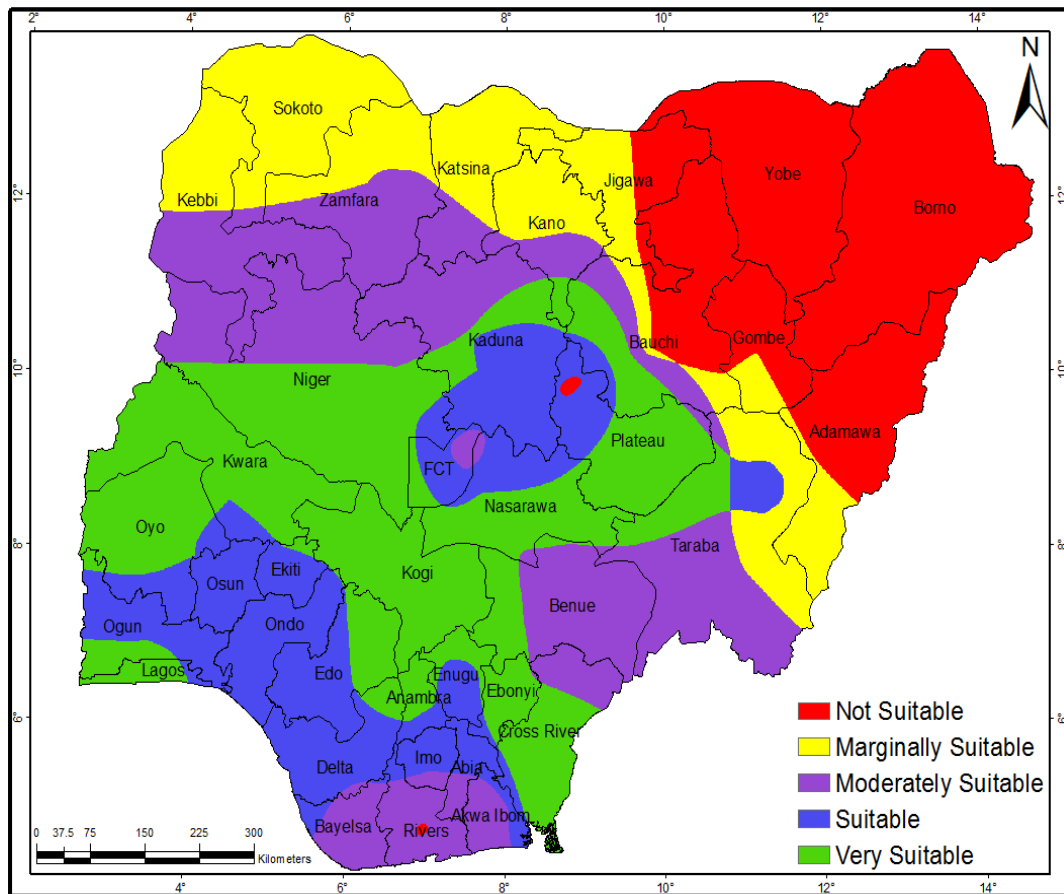 2° 4° 6° 8° 10° 12° 14°
N
Sokoto
Katsina
Jigawa
Yobe
12° Kebbi Zamfara Borno 12°
Kano
Kaduna Bauchi Gombe
10° Niger 10°
Adamawa
Plateau
Kwara FCT
Nasarawa
Oyo
8° Taraba 8°
Kogi
Ekiti
Osun Benue
Ogun Ondo
Lagos Edo Enugu
Anambra Ebonyi
6° Cross River 6°
Imo
Delta Abia
Akwa Ibom
Bayelsa Rivers
Not Suitable
Marginally Suitable
Moderately Suitable
Suitable
Very Suitable
0 37.5 75 150 225 300
Kilometers
4° 6° 8° 10° 12° 14°